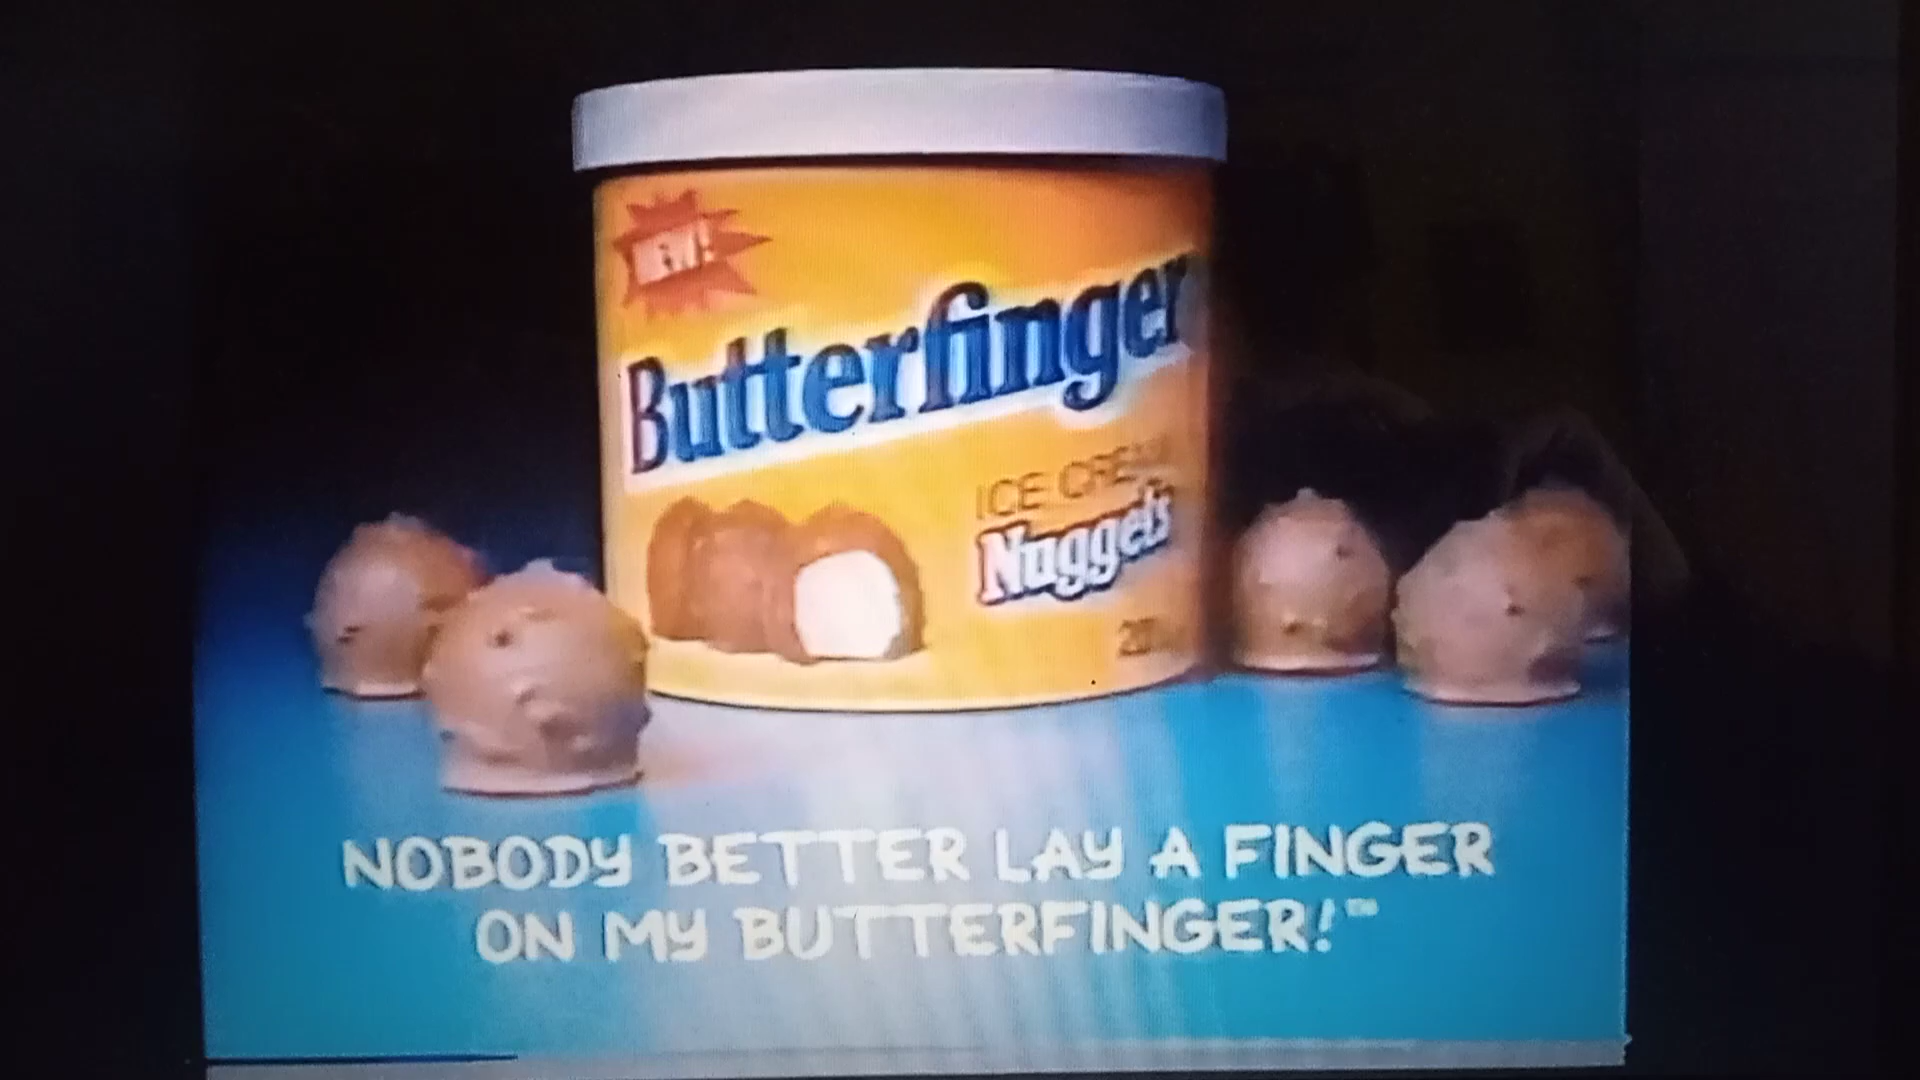 NEW!
Butterfinger
ICE CREAM
Nuggets
NOBODY BETTER LAY A FINGER
ON MY BUTTERFINGER!™